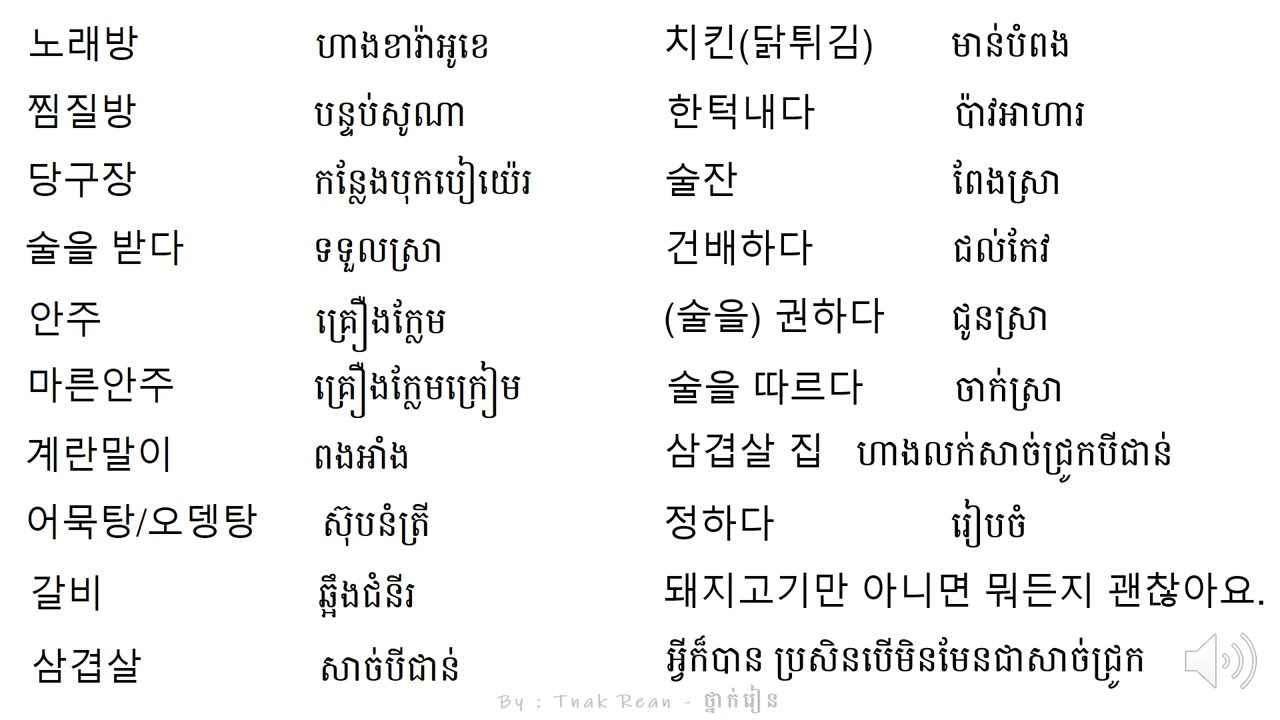 노래방 ហាងខារ៉ាអូខេ
찜질방 បន្ទប់សូណា
당구장 កន្លែងបុកបៀយ៉េរ
술을 받다 ទទួលស្រា
안주 គ្រឿងក្លែម
마른안주 គ្រឿងក្លែមក្រៀម
계란말이 ពងអាំង
어묵탕/오뎅탕 ស៊ុបនំត្រី
갈비 ឆ្អឹងជំនីរ
삼겹살 សាច់បីជាន់
치킨(닭튀김) មាន់បំពង
한턱내다 ប៉ាវអាហារ
술잔 ពែងស្រា
건배하다 ជល់កែវ
(술을) 권하다 ជូនស្រា
술을 따르다 ចាក់ស្រា
삼겹살 집 ហាងលក់សាច់ជ្រូកបីជាន់
정하다 រៀបចំ
돼지고기만 아니면 뭐든지 괜찮아요.
អ្វីក៏បាន ប្រសិនបើមិនមែនជាសាច់ជ្រូក
By : Tnak Rean - ថ្នាក់រៀន